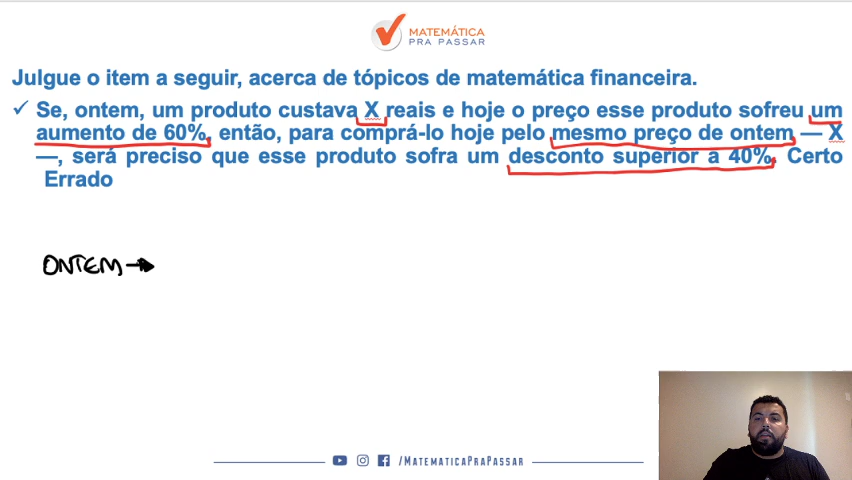 MATEMÁTICA
PRA PASSAR
Julgue o item a seguir, acerca de tópicos de matemática financeira.
✓ Se, ontem, um produto custava X reais e hoje o preço esse produto sofreu um
aumento de 60%, então, para comprá-lo hoje pelo mesmo preço de ontem — X
—, será preciso que esse produto sofra um desconto superior a 40%. Certo
Errado
ONTEM →
/MATEMATICAPRAPASSAR